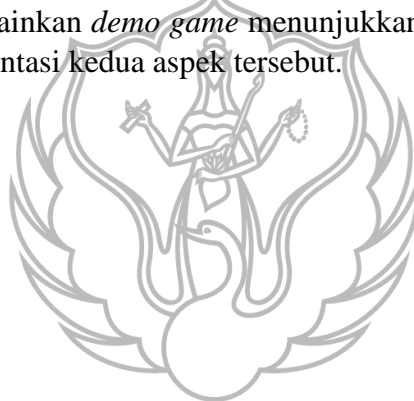 ainkan demo game menunjukkan
ntasi kedua aspek tersebut.